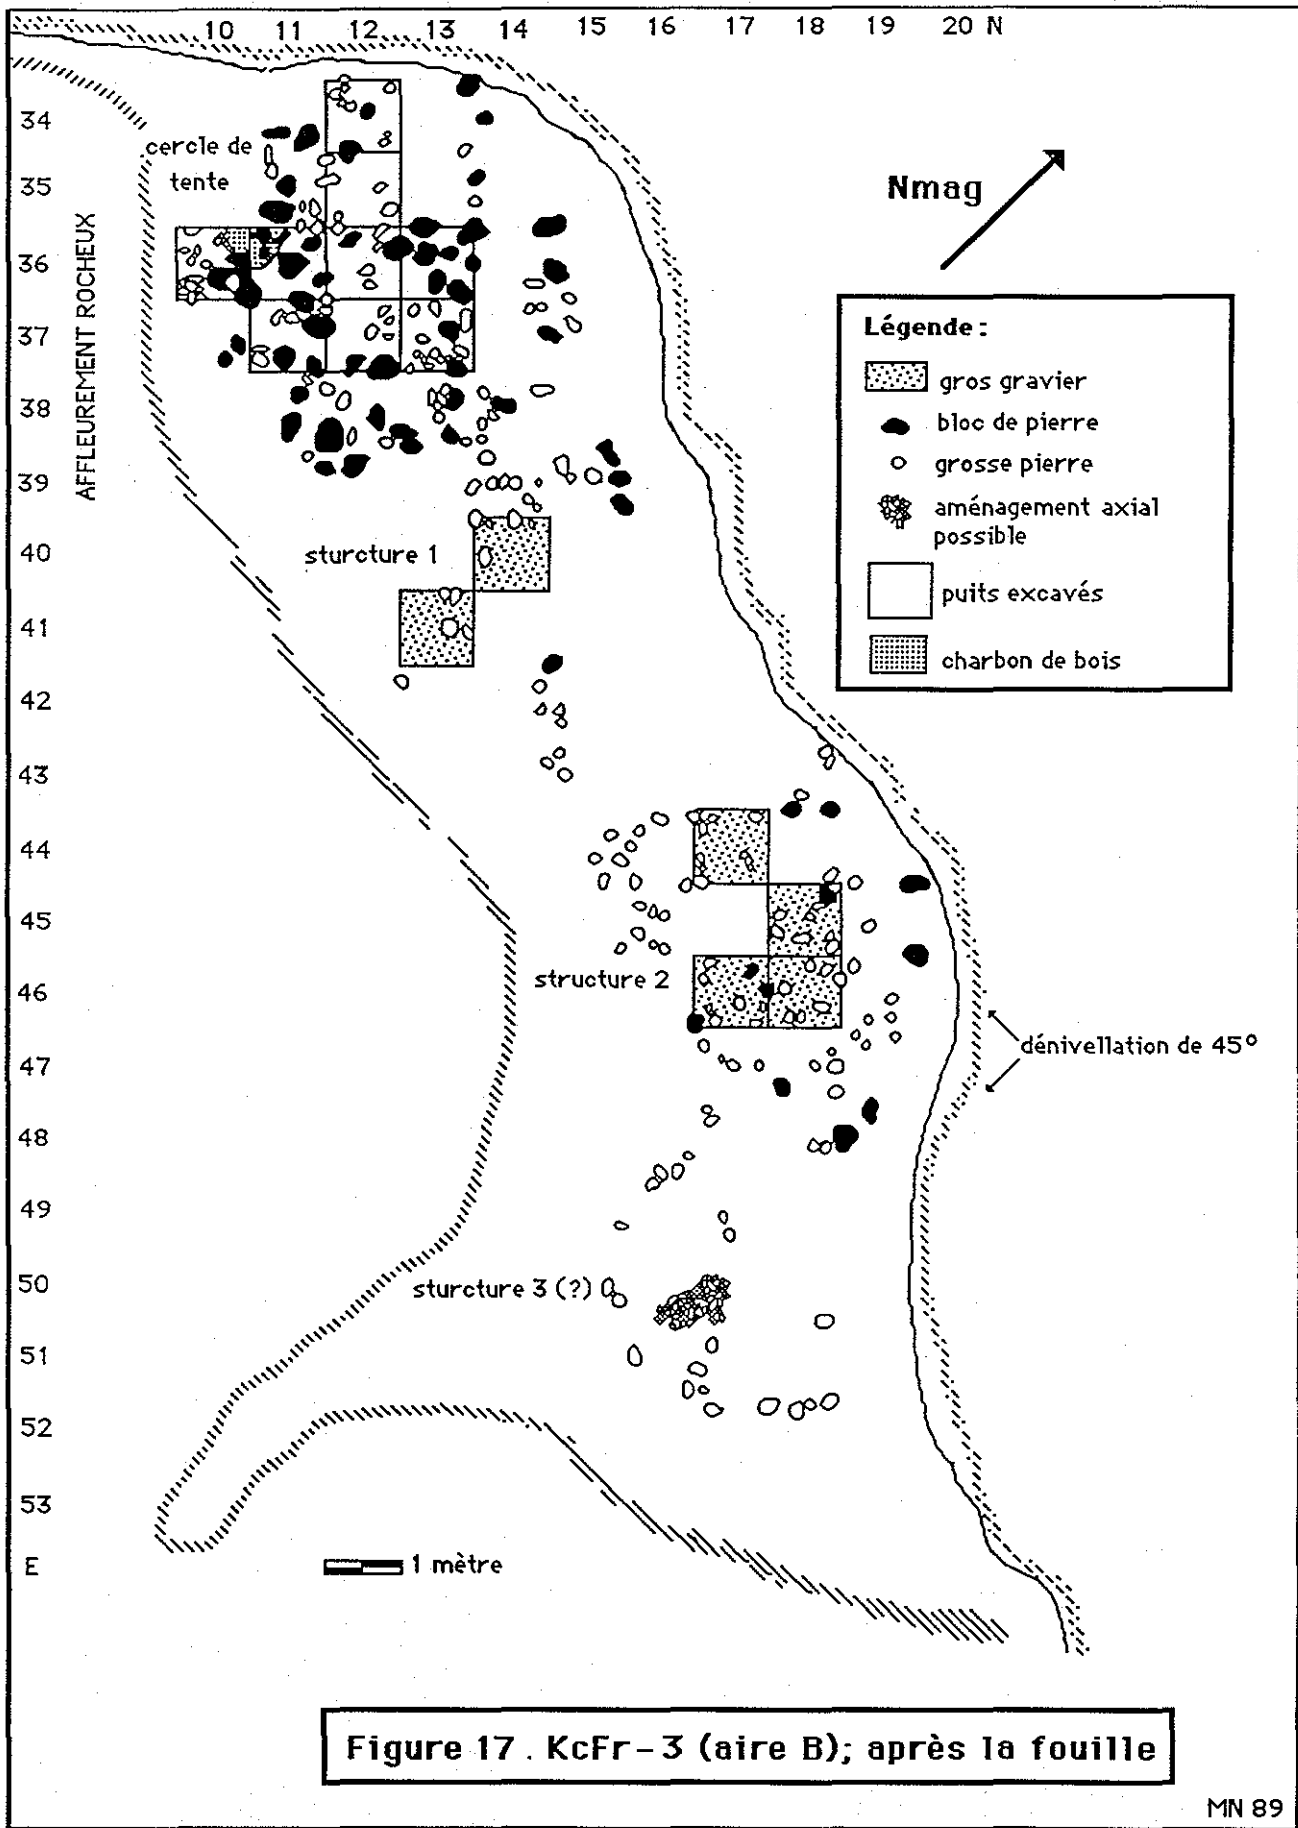 10 11 12 13 14 15 16 17 18 19 20 N
34
cercle de
tente
35
36
37
38
39
40
41
42
43
44
45
46
47
48
49
50
51
52
53
E
AFFLEUREMENT ROCHEUX
Nmag
Légende :
gros gravier
bloc de pierre
grosse pierre
aménagement axial
possible
puits excavés
charbon de bois
sturcture 1
structure 2
dénivellation de 45°
sturcture 3 (?)
1 mètre
Figure 17 . KcFr-3 (aire B); après la fouille
MN 89